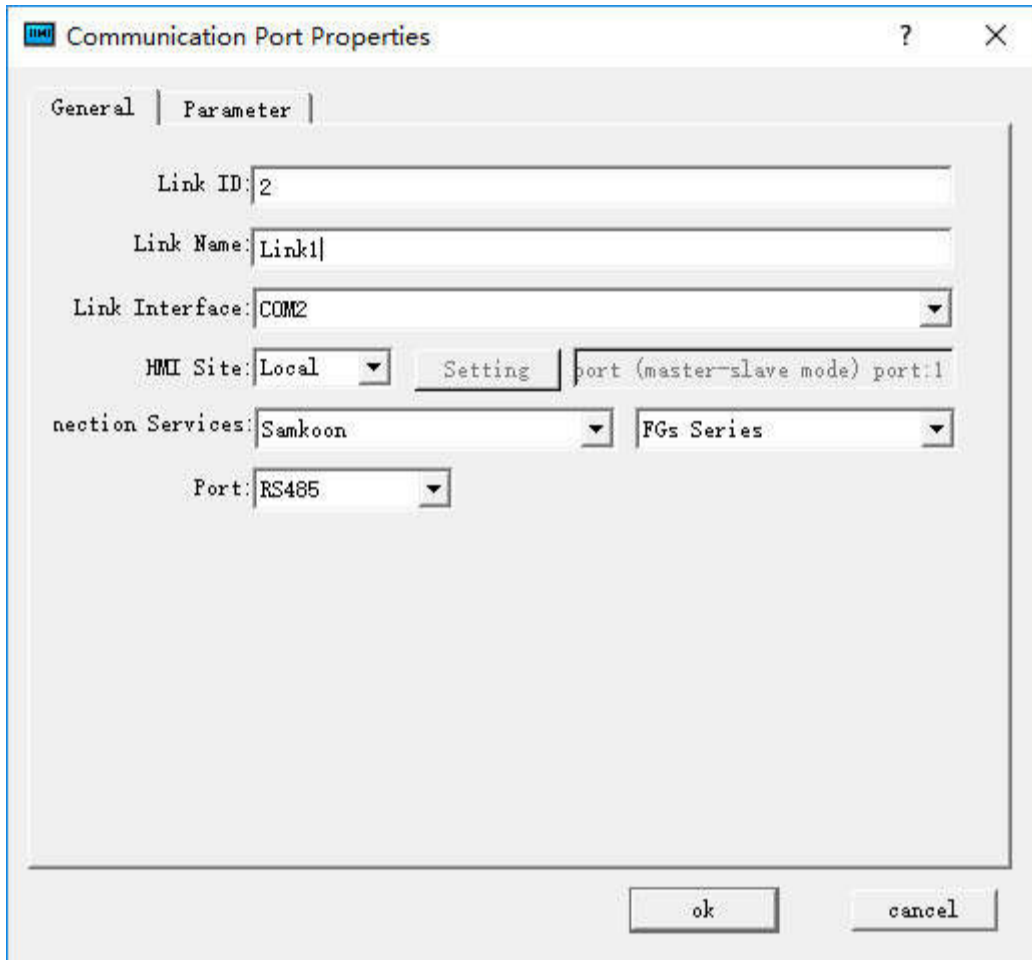 HMI Communication Port Properties ? ×
General Parameter
Link ID: 2
Link Name: Link1
Link Interface: COM2
HMI Site: Local Setting port (master-slave mode) port:1
nection Services: Samkoon FGs Series
Port: RS485
ok cancel